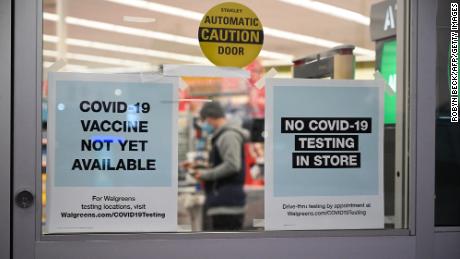 STANLEY
AUTOMATIC
CAUTION
DOOR
COVID-19
VACCINE
NOT YET
AVAILABLE
For Walgreens
testing locations, visit
Walgreens.com/COVID19Testing
NO COVID-19
TESTING
IN STORE
Drive-thru testing by appointment at
Walgreens.com/COVID19Testing
ROBYN BECK/AFP/GETTY IMAGES